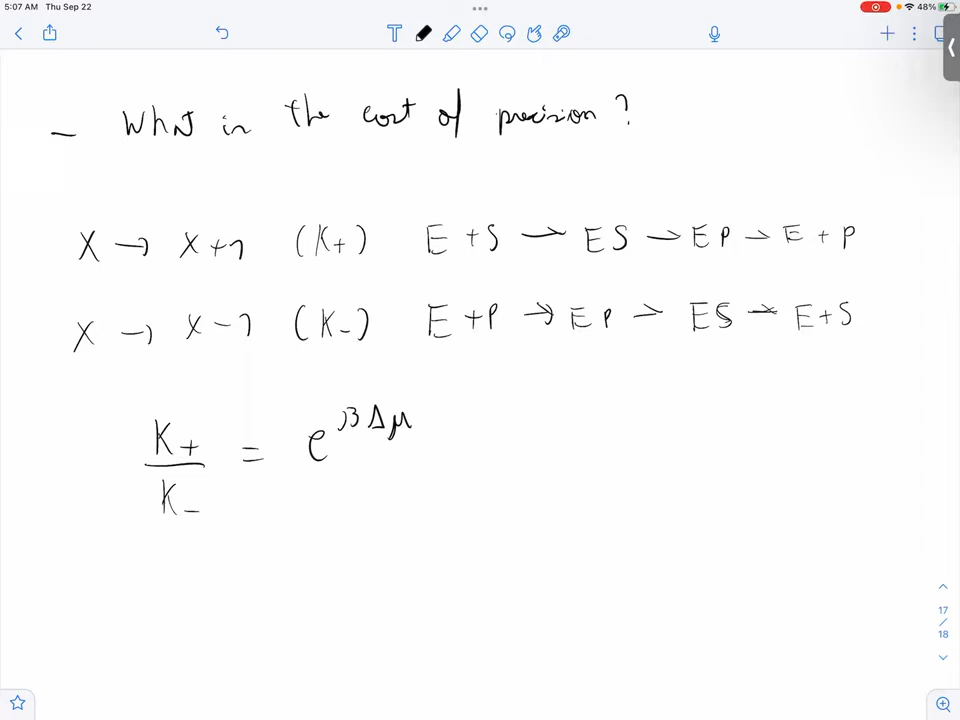 5:07 AM Thu Sep 22
48%
– What is the cost of precision ?
X → X+1 (K+) E + S → ES → EP → E + P
X → X-1 (K-) E + P → EP → ES → E + S
K+ / K- = e^{βΔμ}
17
/
18